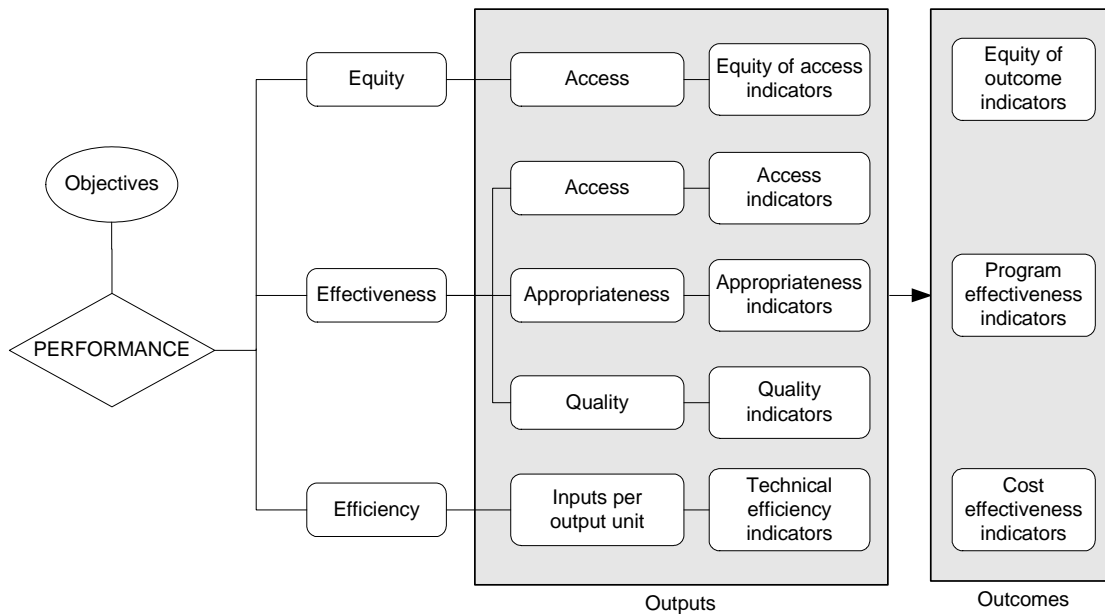 Objectives
PERFORMANCE
Equity
Access
Equity of access
indicators
Equity of
outcome
indicators
Access
Access
indicators
Effectiveness
Appropriateness
Appropriateness
indicators
Program
effectiveness
indicators
Quality
Quality
indicators
Efficiency
Inputs per
output unit
Technical
efficiency
indicators
Cost
effectiveness
indicators
Outputs
Outcomes